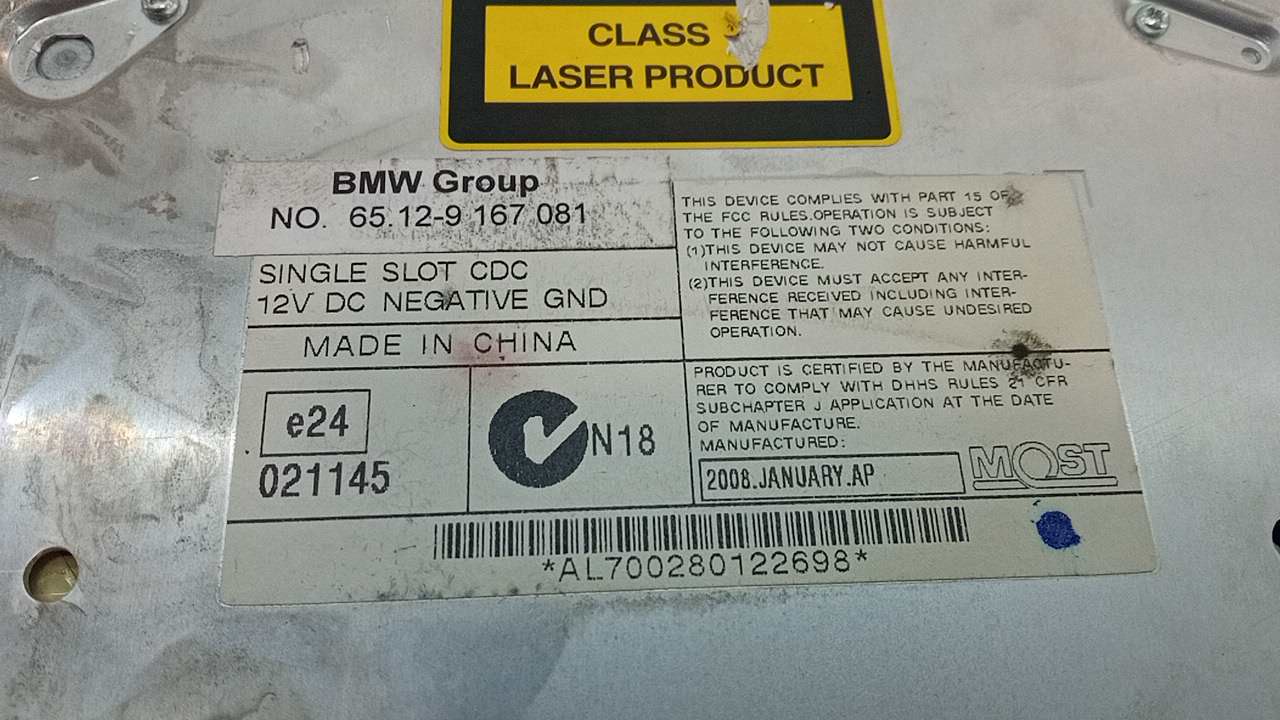 CLASS
LASER PRODUCT
BMW Group
NO. 65.12-9 167 081
SINGLE SLOT CDC
12V DC NEGATIVE GND
MADE IN CHINA
e24
021145
N18
THIS DEVICE COMPLIES WITH PART 15 OF
THE FCC RULES.OPERATION IS SUBJECT
TO THE FOLLOWING TWO CONDITIONS:
(1)THIS DEVICE MAY NOT CAUSE HARMFUL
INTERFERENCE.
(2)THIS DEVICE MUST ACCEPT ANY INTER-
FERENCE RECEIVED INCLUDING INTER-
FERENCE THAT MAY CAUSE UNDESIRED
OPERATION.
PRODUCT IS CERTIFIED BY THE MANUFACTU-
RER TO COMPLY WITH DHHS RULES 21 CFR
SUBCHAPTER J APPLICATION AT THE DATE
OF MANUFACTURE.
MANUFACTURED:
2008.JANUARY.AP
MOST
*AL700280122698*